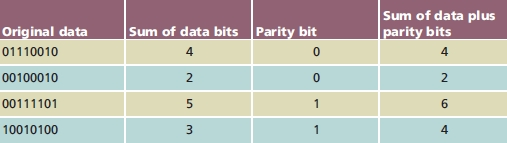 Original data Sum of data bits Parity bit Sum of data plus parity bits
01110010 4 0 4
00100010 2 0 2
00111101 5 1 6
10010100 3 1 4